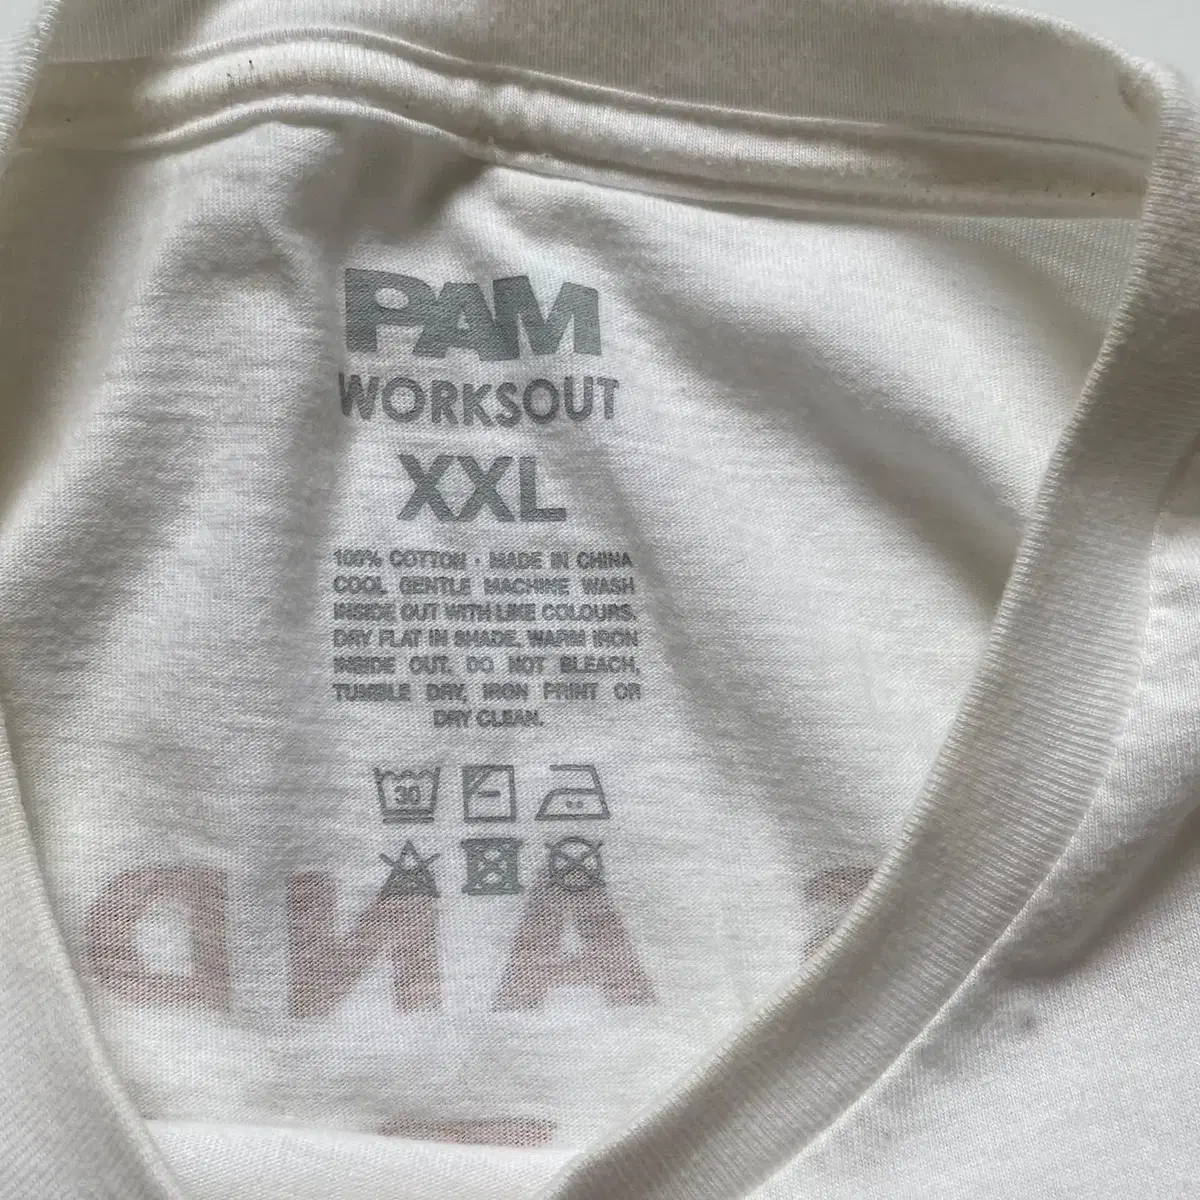 PAM
WORKSOUT
XXL
100% COTTON · MADE IN CHINA
COOL GENTLE MACHINE WASH
INSIDE OUT WITH LIKE COLOURS.
DRY FLAT IN SHADE, WARM IRON
INSIDE OUT, DO NOT BLEACH,
TUMBLE DRY, IRON PRINT OR
DRY CLEAN.
30
AND